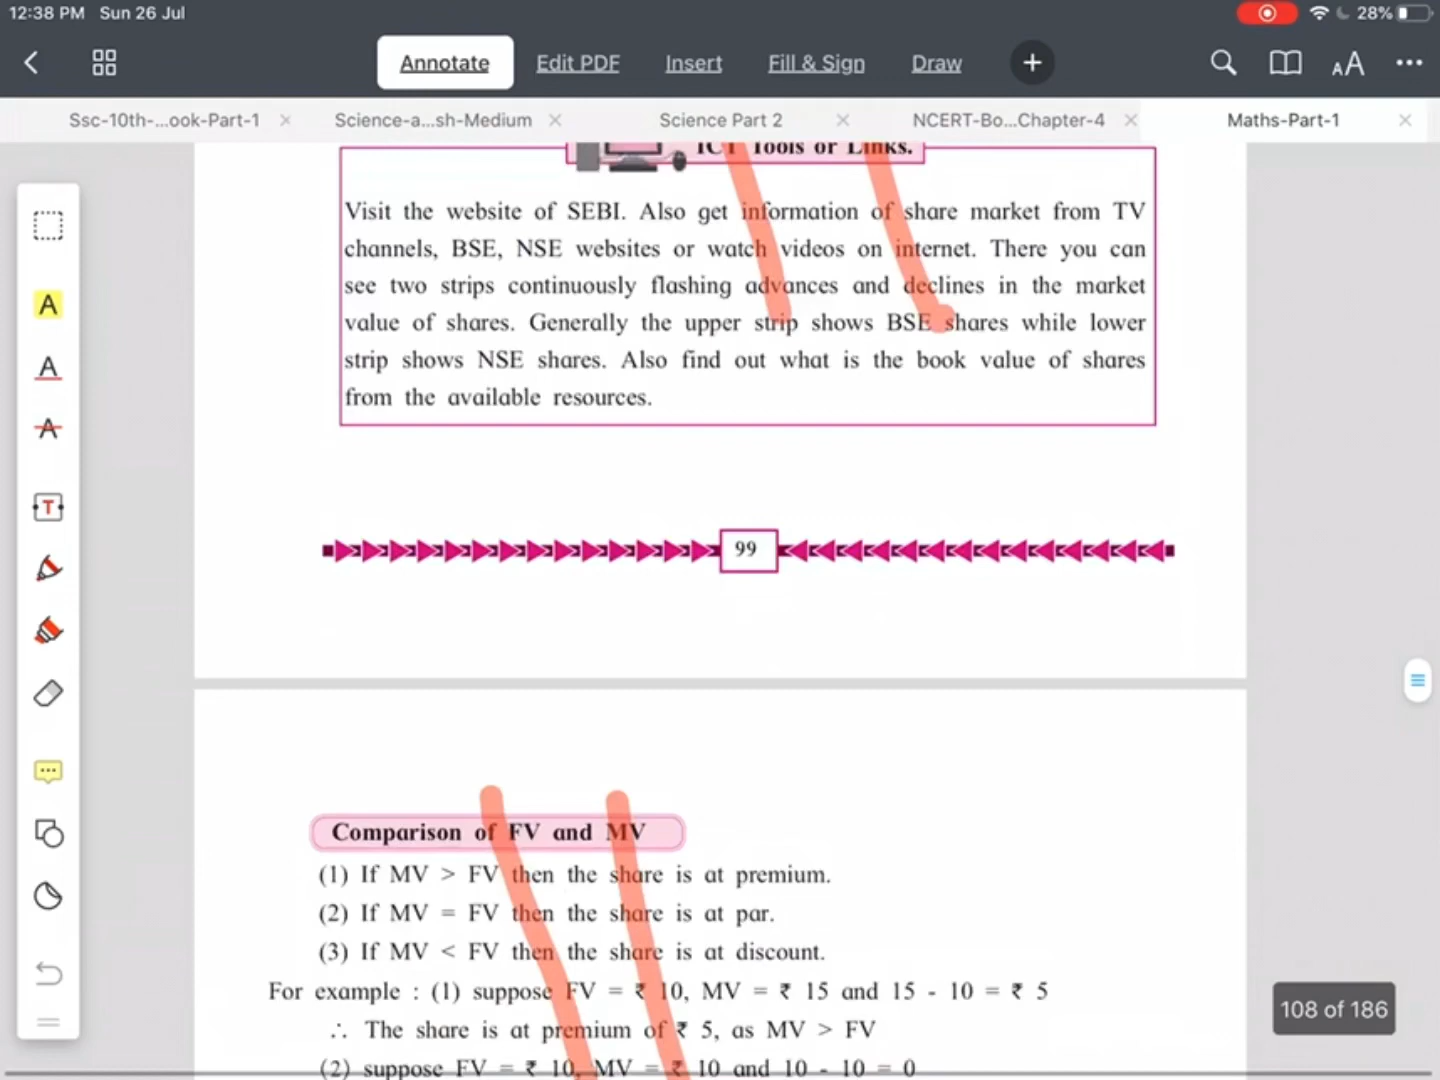 12:38 PM Sun 26 Jul
28%
Annotate Edit PDF Insert Fill & Sign Draw
AA
Ssc-10th-...ook-Part-1
Science-a...sh-Medium
Science Part 2
NCERT-Bo...Chapter-4
Maths-Part-1
ICT Tools or Links.
Visit the website of SEBI. Also get information of share market from TV
channels, BSE, NSE websites or watch videos on internet. There you can
see two strips continuously flashing advances and declines in the market
value of shares. Generally the upper strip shows BSE shares while lower
strip shows NSE shares. Also find out what is the book value of shares
from the available resources.
99
Comparison of FV and MV
(1) If MV > FV then the share is at premium.
(2) If MV = FV then the share is at par.
(3) If MV < FV then the share is at discount.
For example : (1) suppose FV = ₹ 10, MV = ₹ 15 and 15 - 10 = ₹ 5
∴ The share is at premium of ₹ 5, as MV > FV
(2) suppose FV = ₹ 10, MV = ₹ 10 and 10 - 10 = 0
108 of 186
A
A
A
T